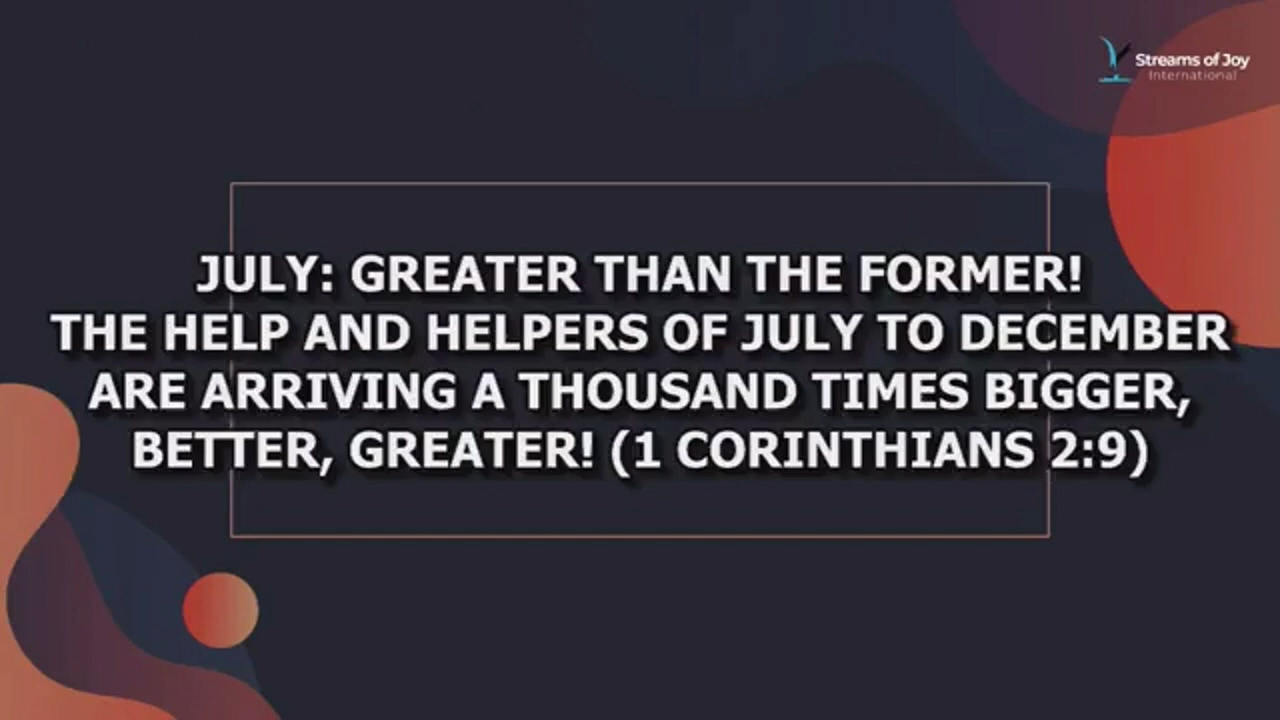 Streams of Joy
International
JULY: GREATER THAN THE FORMER!
THE HELP AND HELPERS OF JULY TO DECEMBER
ARE ARRIVING A THOUSAND TIMES BIGGER,
BETTER, GREATER! (1 CORINTHIANS 2:9)